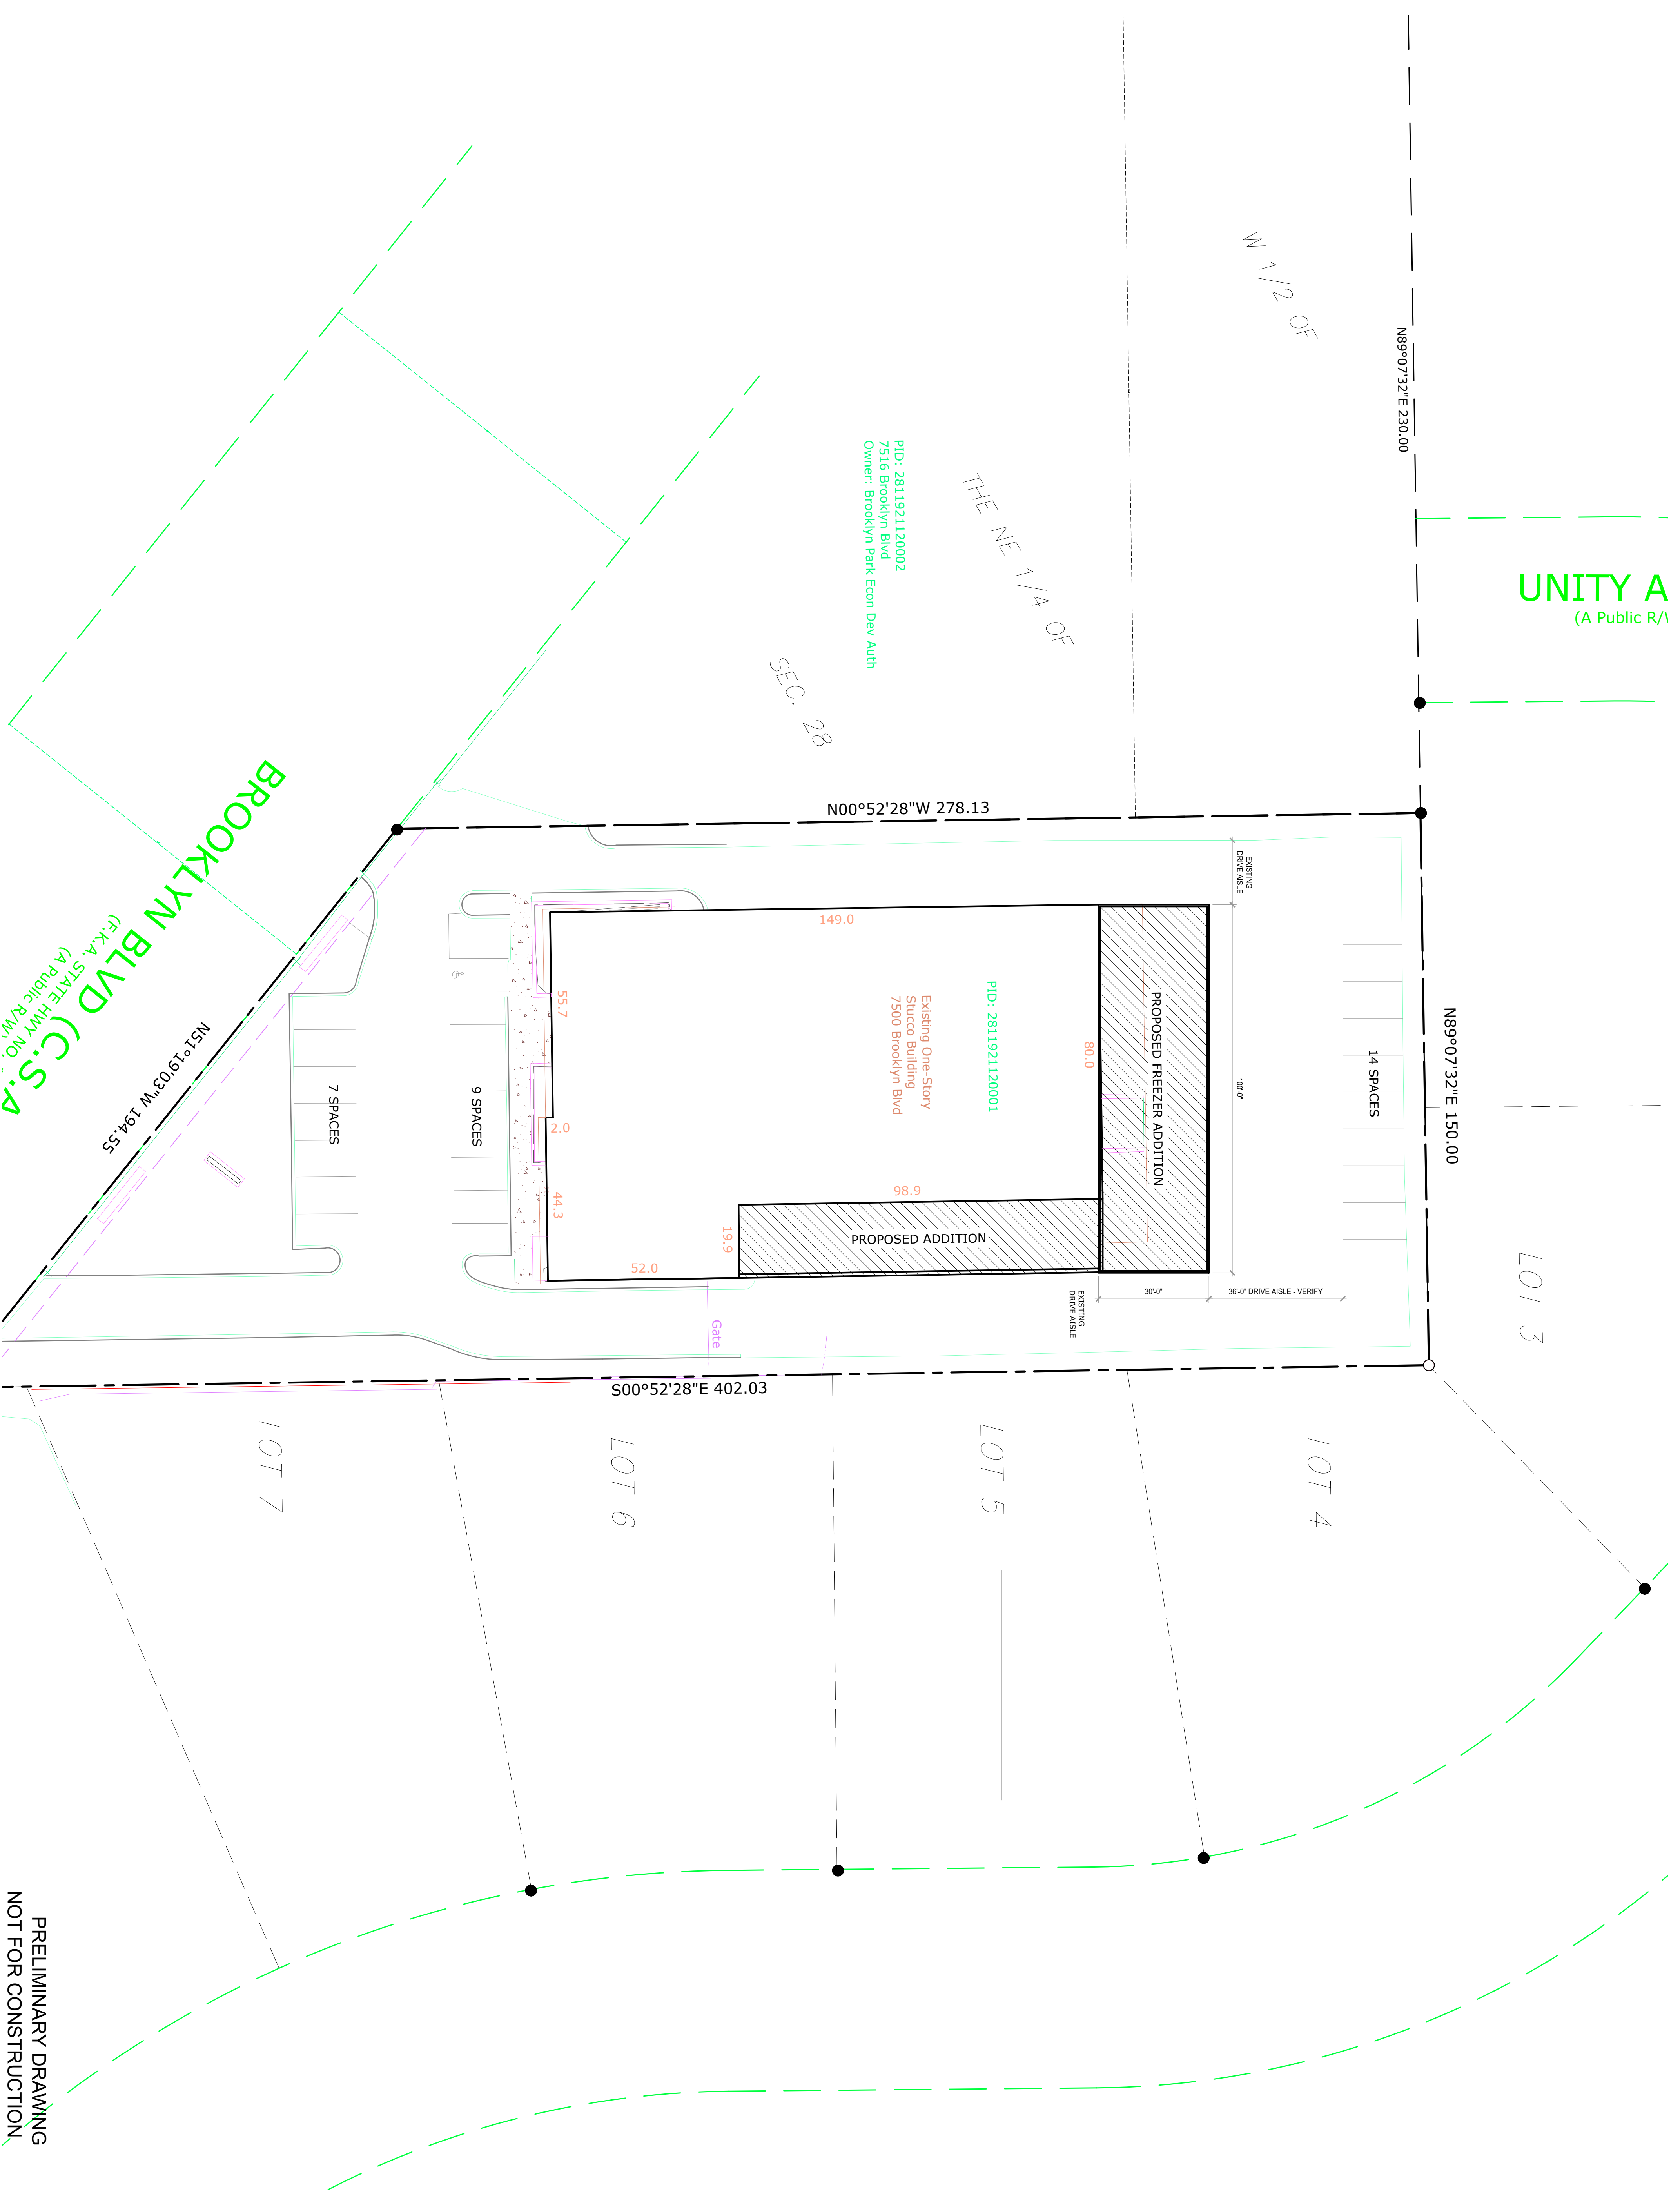 W 1/2 OF
THE NE 1/4 OF
SEC. 28
N89°07'32"E 230.00
UNITY A
(A Public R/
PID: 2811921120002
7516 Brooklyn Blvd
Owner: Brooklyn Park Econ Dev Auth
N00°52'28"W 278.13
BROOKLYN BLVD (C.S.A
(F.K.A. STATE HWY NO.
(A Public R/W
N51°19'03"W 194.55
EXISTING
DRIVE AISLE
149.0
55.7
2.0
44.3
52.0
19.9
98.9
80.0
PID: 2811921120001
Existing One-Story
Stucco Building
7500 Brooklyn Blvd
PROPOSED FREEZER ADDITION
PROPOSED ADDITION
100'-0"
14 SPACES
9 SPACES
7 SPACES
N89°07'32"E 150.00
30'-0"
36'-0" DRIVE AISLE - VERIFY
EXISTING
DRIVE AISLE
Gate
S00°52'28"E 402.03
LOT 3
LOT 4
LOT 5
LOT 6
LOT 7
PRELIMINARY DRAWING
NOT FOR CONSTRUCTION